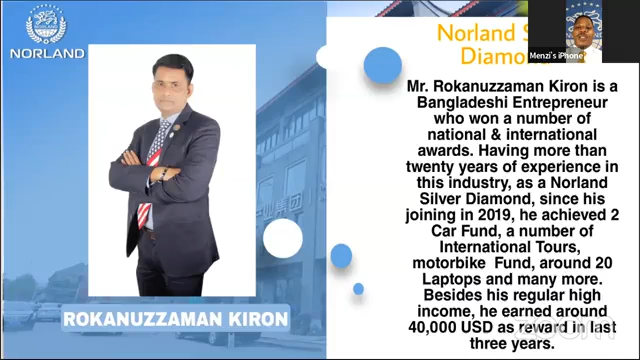 NORLAND
ROKANUZZAMAN KIRON
Norland S
Diamon
Menzi's iPhone
Mr. Rokanuzzaman Kiron is a
Bangladeshi Entrepreneur
who won a number of
national & international
awards. Having more than
twenty years of experience in
this industry, as a Norland
Silver Diamond, since his
joining in 2019, he achieved 2
Car Fund, a number of
International Tours,
motorbike Fund, around 20
Laptops and many more.
Besides his regular high
income, he earned around
40,000 USD as reward in last
three years.
zoom